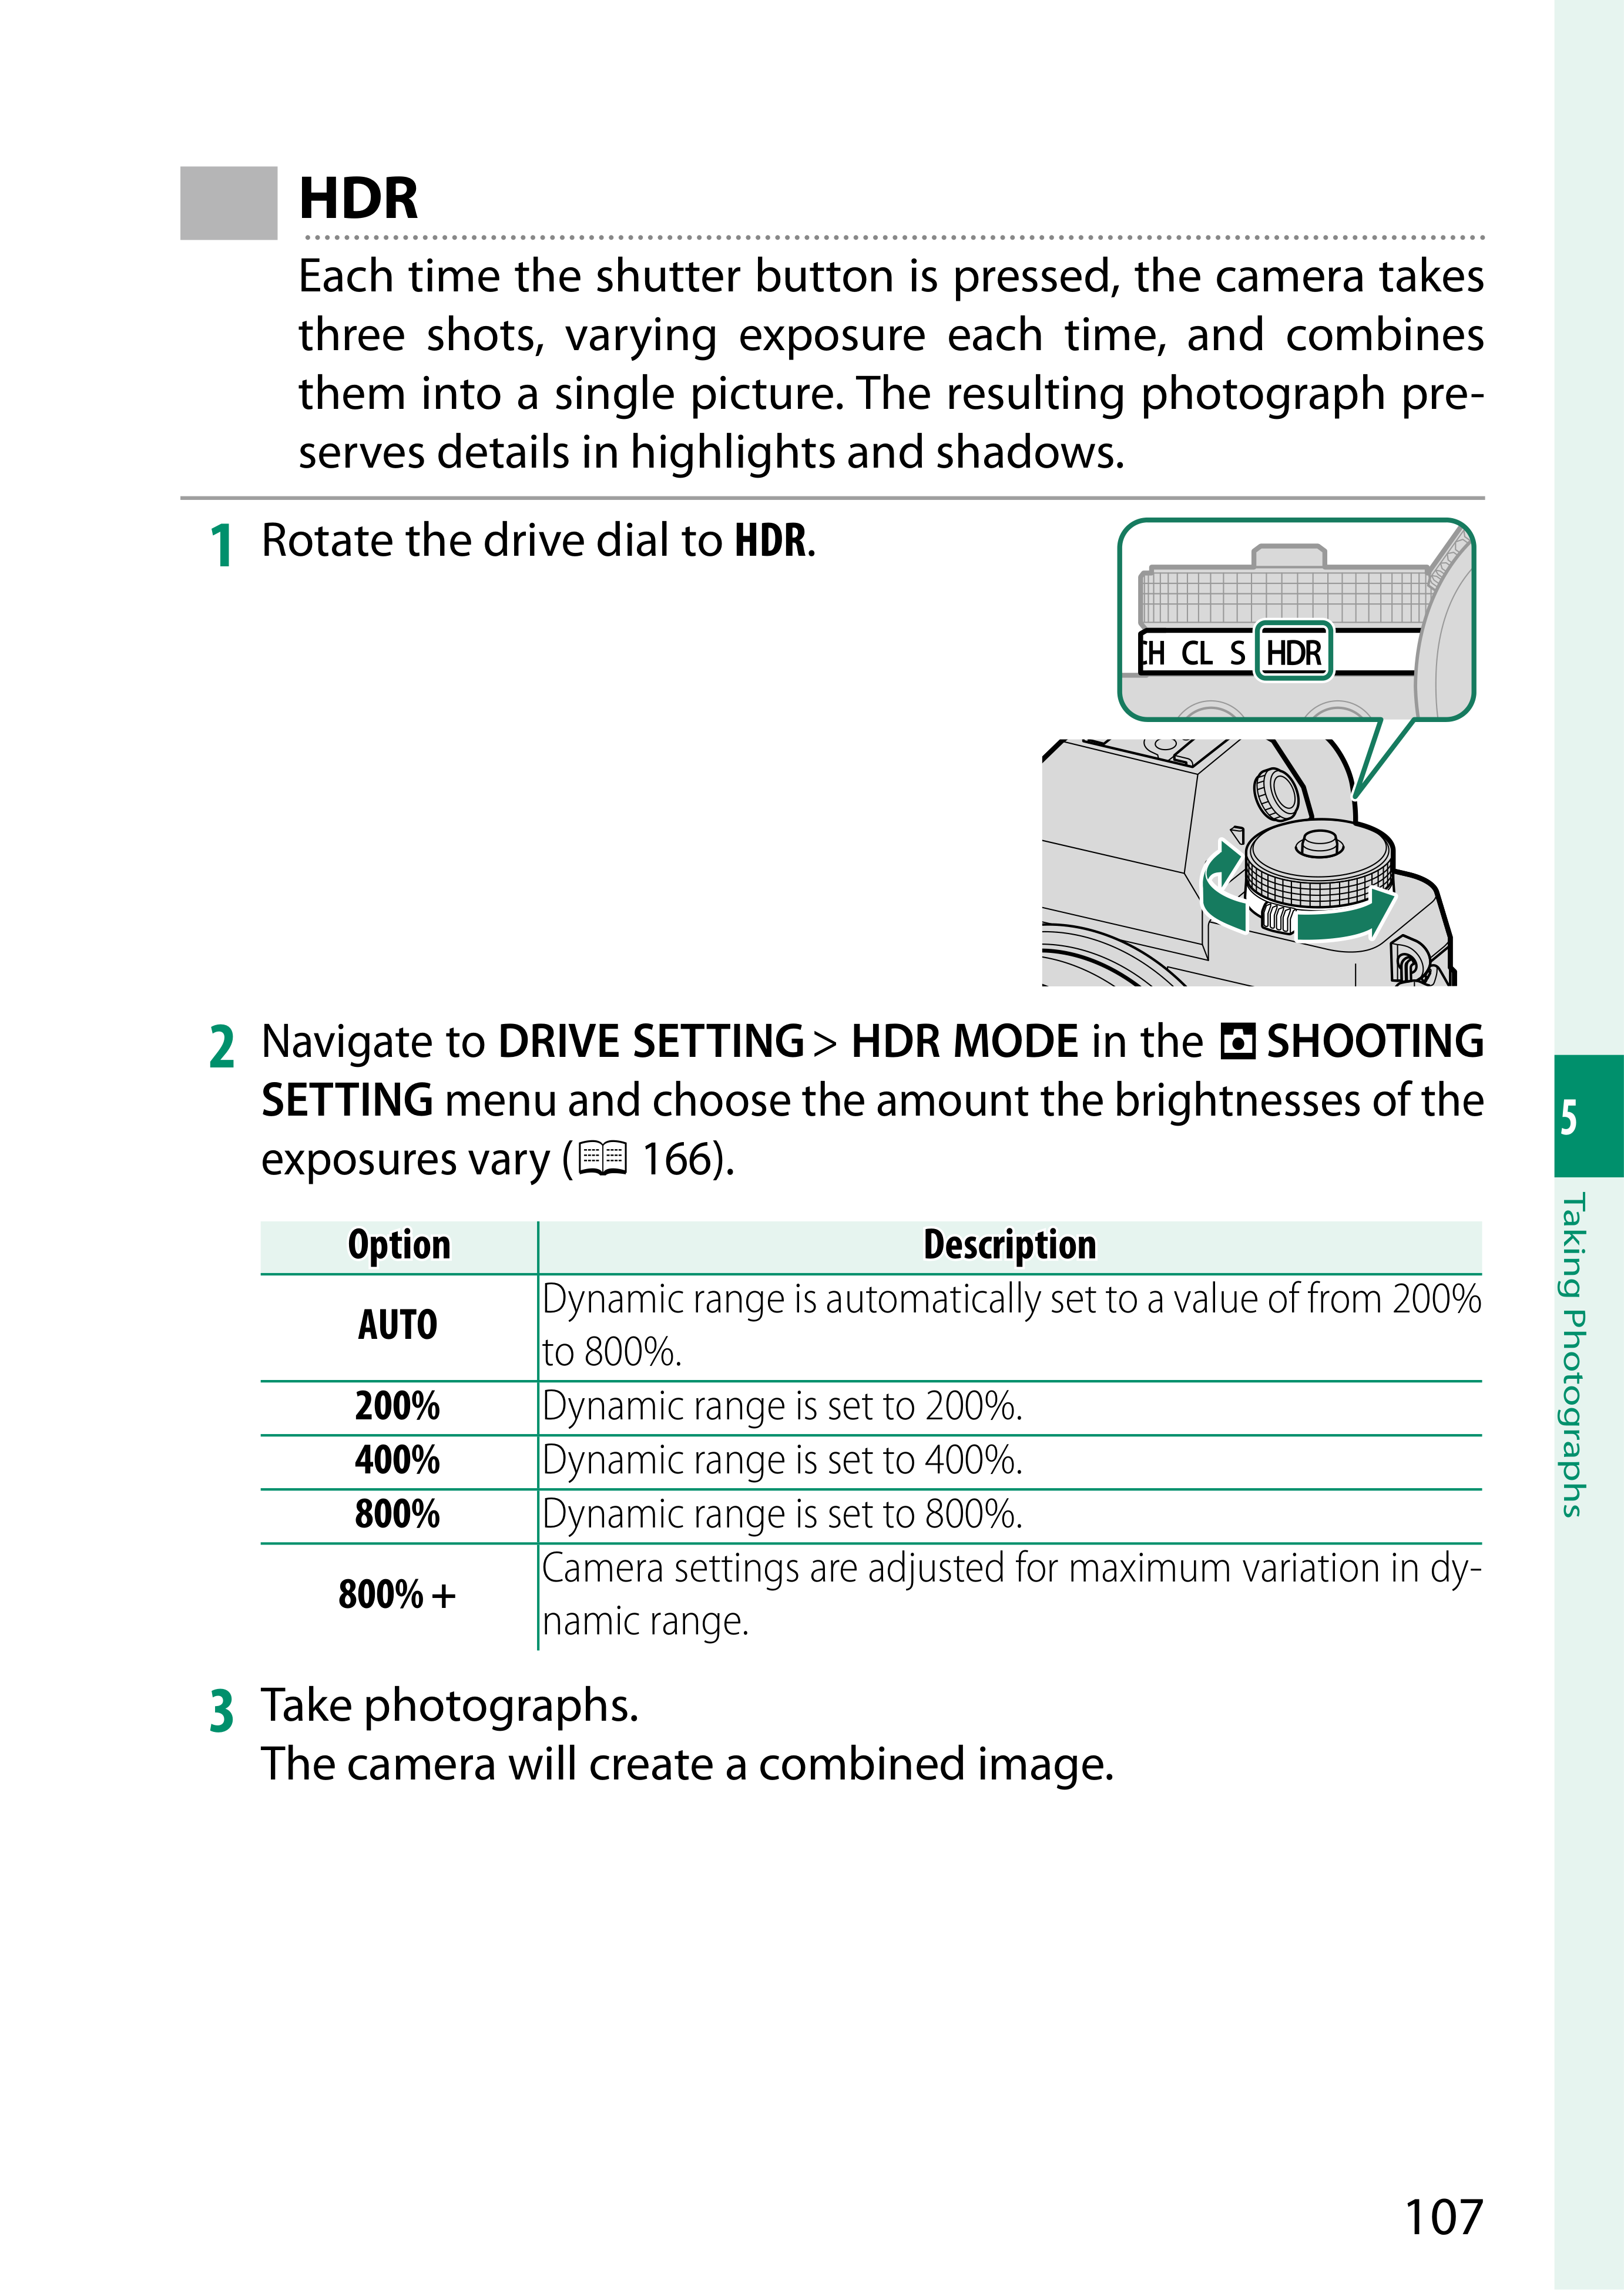 HDR
Each time the shutter button is pressed, the camera takes
three shots, varying exposure each time, and combines
them into a single picture. The resulting photograph pre-
serves details in highlights and shadows.
1 Rotate the drive dial to HDR.
CH CL S HDR
2 Navigate to DRIVE SETTING > HDR MODE in the SHOOTING
SETTING menu and choose the amount the brightnesses of the
exposures vary ( 166).
Option Description
AUTO Dynamic range is automatically set to a value of from 200%
to 800%.
200% Dynamic range is set to 200%.
400% Dynamic range is set to 400%.
800% Dynamic range is set to 800%.
800% + Camera settings are adjusted for maximum variation in dy-
namic range.
3 Take photographs.
The camera will create a combined image.
5
Taking Photographs
107